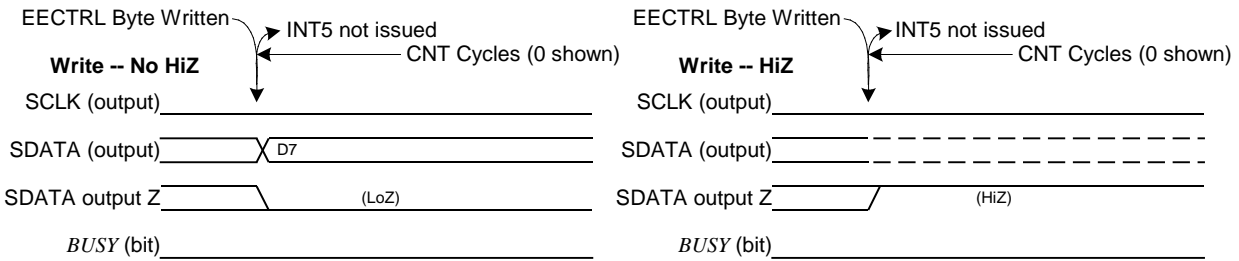 EECTRL Byte Written
INT5 not issued
CNT Cycles (0 shown)
Write -- No HiZ
SCLK (output)
SDATA (output)
D7
SDATA output Z
(LoZ)
BUSY (bit)
EECTRL Byte Written
INT5 not issued
CNT Cycles (0 shown)
Write -- HiZ
SCLK (output)
SDATA (output)
SDATA output Z
(HiZ)
BUSY (bit)